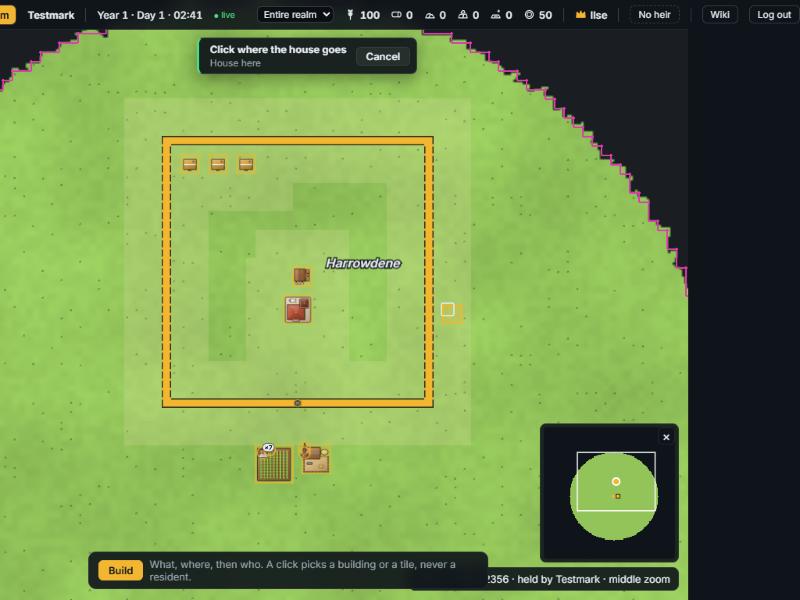 m Testmark Year 1 · Day 1 · 02:41 • live Entire realm 100 0 0 0 0 50 Ilse No heir Wiki Log out
Click where the house goes
House here
Cancel
Harrowdene
×7
Build
What, where, then who. A click picks a building or a tile, never a
resident.
2356 · held by Testmark · middle zoom